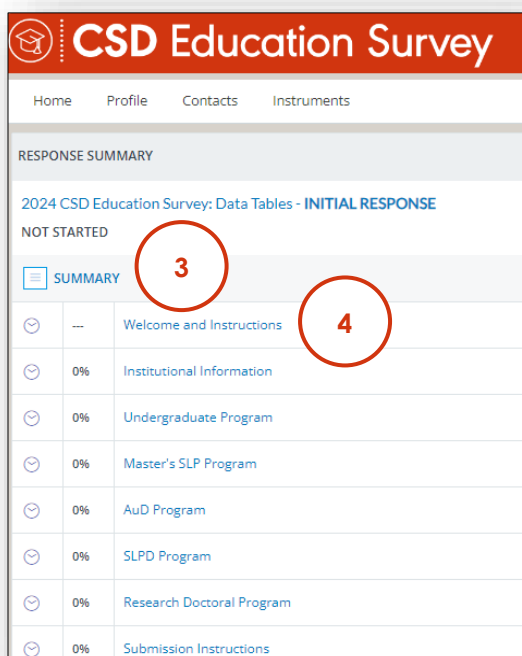 CSD Education Survey
Home Profile Contacts Instruments
RESPONSE SUMMARY
2024 CSD Education Survey: Data Tables - INITIAL RESPONSE
NOT STARTED
SUMMARY 3
--- Welcome and Instructions 4
0% Institutional Information
0% Undergraduate Program
0% Master's SLP Program
0% AuD Program
0% SLPD Program
0% Research Doctoral Program
0% Submission Instructions